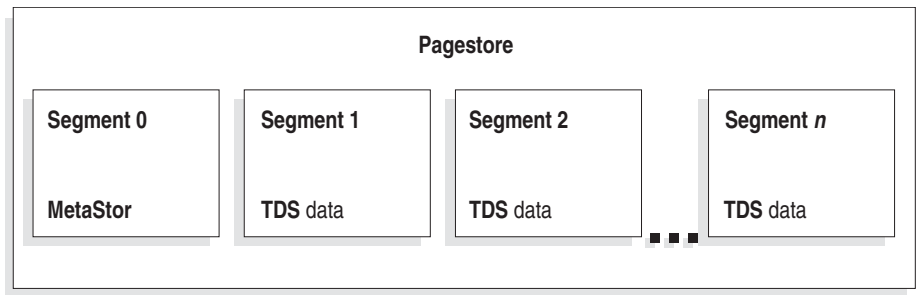 Pagestore
Segment 0
Segment 1
Segment 2
Segment n
MetaStor
TDS data
TDS data
TDS data